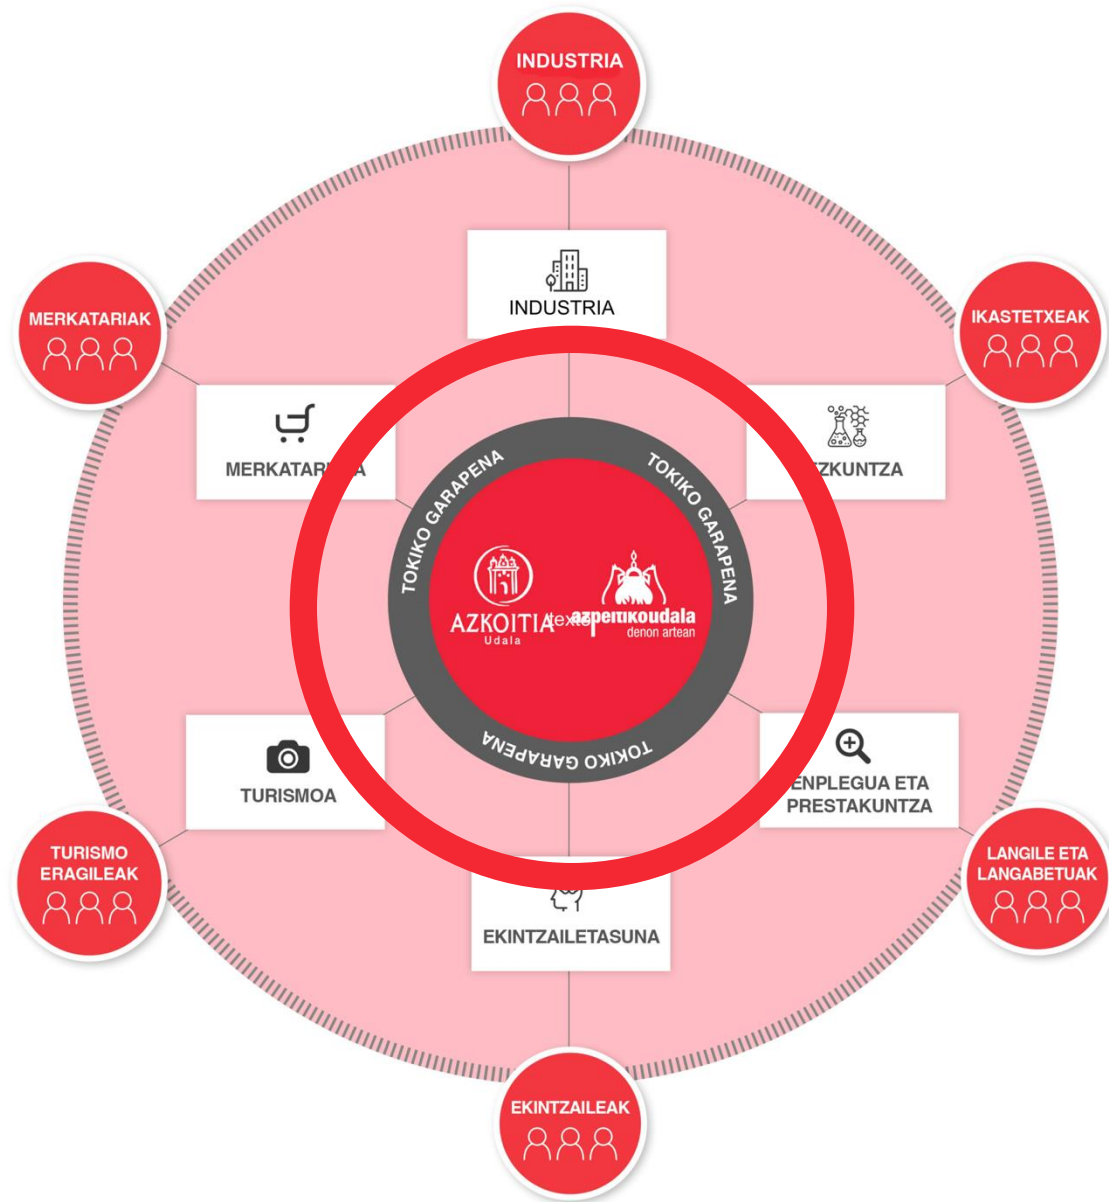 INDUSTRIA
INDUSTRIA
MERKATARIAK
IKASTETXEAK
TOKIKO GARAPENA
TOKIKO GARAPENA
AZKOITIA
Udala
texto
azpeitikoudala
denon artean
TOKIKO GARAPENA
TURISMOA
ENPLEGUA ETA
PRESTAKUNTZA
TURISMO
ERAGILEAK
LANGILE ETA
LANGABETUAK
EKINTZAILETASUNA
EKINTZAILEAK